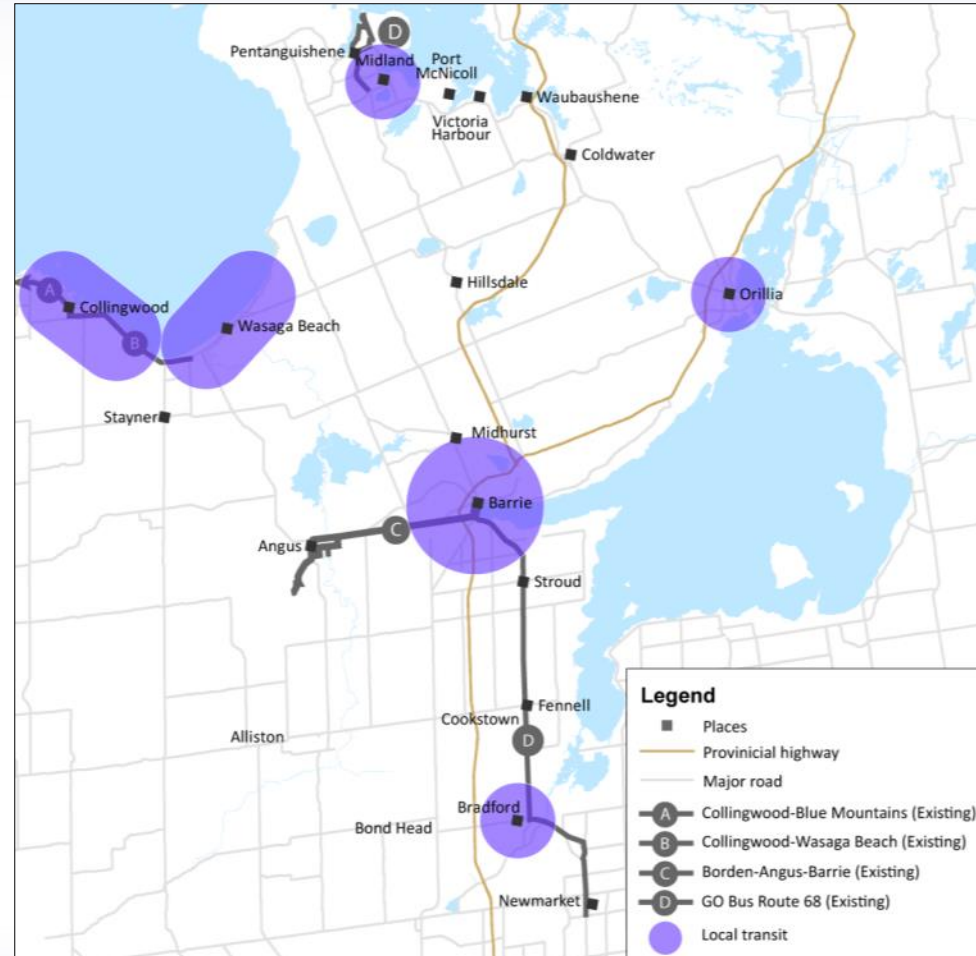 D
Pentanguishene
Midland
Port
McNicoll
Victoria
Harbour
Waubaushene
Coldwater
A
Collingwood
B
Wasaga Beach
Hillsdale
Orillia
Stayner
Midhurst
Barrie
C
Angus
Stroud
Fennell
Cookstown
D
Alliston
Bradford
Bond Head
Newmarket
Legend
Places
Provinicial highway
Major road
A Collingwood-Blue Mountains (Existing)
B Collingwood-Wasaga Beach (Existing)
C Borden-Angus-Barrie (Existing)
D GO Bus Route 68 (Existing)
Local transit